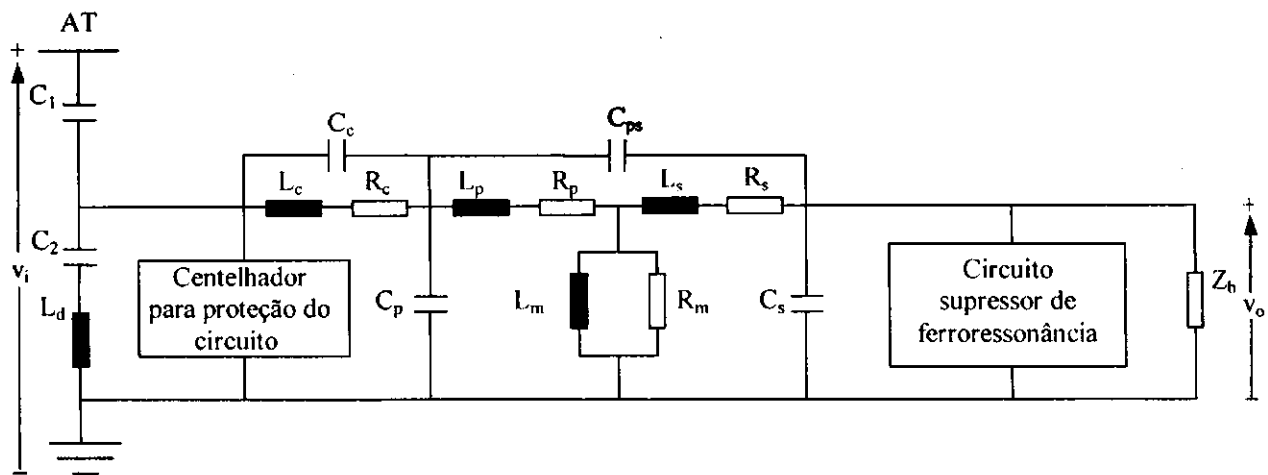 AT
+
C1
Cc
Cps
Lc
Rc
Lp
Rp
Ls
Rs
+
C2
vi
Ld
Centelhador
para proteção do
circuito
Cp
Lm
Rm
Cs
Circuito
supressor de
ferroressonância
Zb
vo
−
−